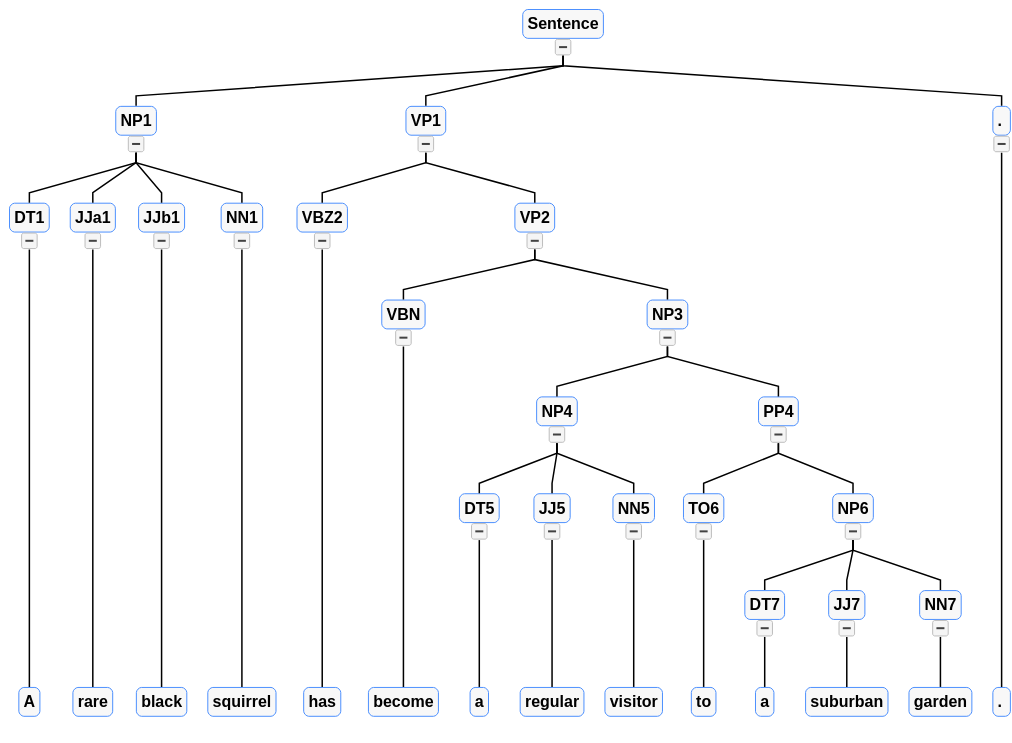 Sentence
NP1 VP1 .
DT1 JJa1 JJb1 NN1 VBZ2 VP2
VBN NP3
NP4 PP4
DT5 JJ5 NN5 TO6 NP6
DT7 JJ7 NN7
A rare black squirrel has become a regular visitor to a suburban garden .